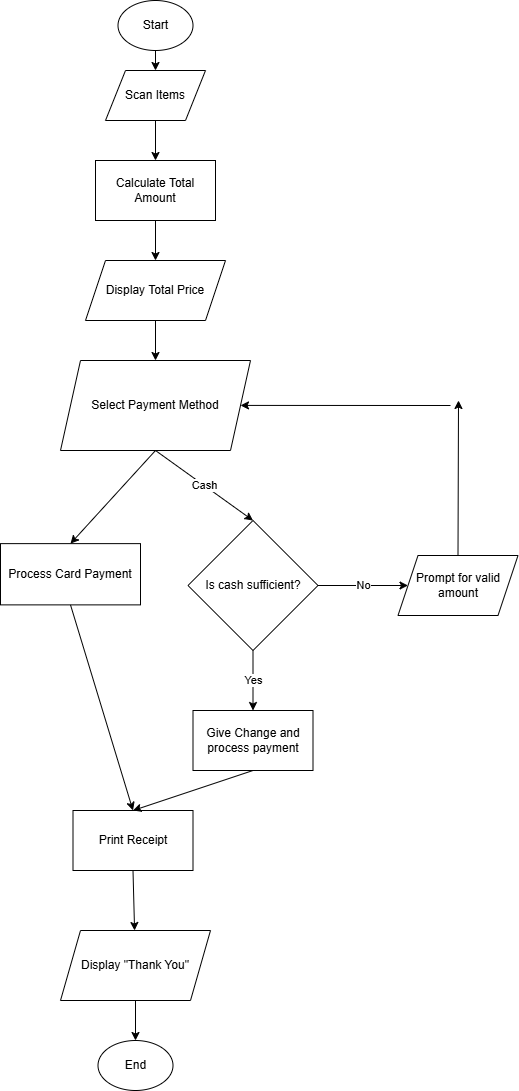 Start
Scan Items
Calculate Total
Amount
Display Total Price
Select Payment Method
Cash
Process Card Payment
Is cash sufficient?
No
Prompt for valid
amount
Yes
Give Change and
process payment
Print Receipt
Display "Thank You"
End